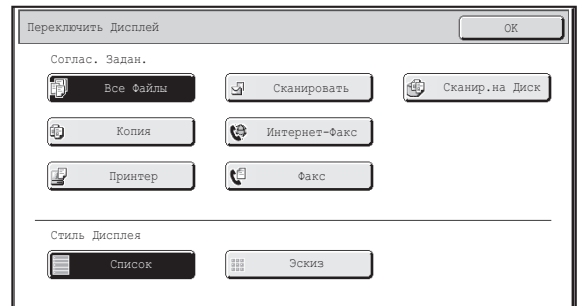 Переключить Дисплей
OK
Соглас. Задан.
Все Файлы
Сканировать
Сканир.на Диск
Копия
Интернет-Факс
Принтер
Факс
Стиль Дисплея
Список
Эскиз